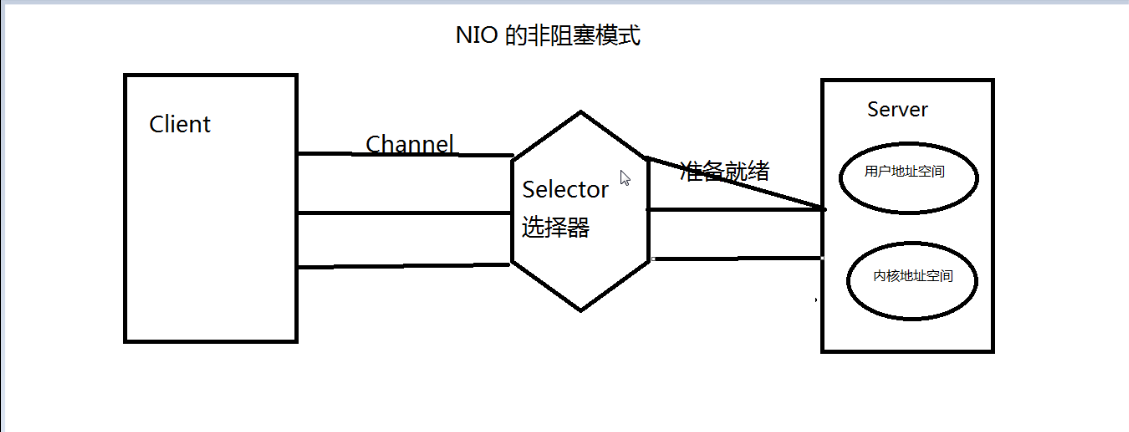 NIO 的非阻塞模式
Client
Channel
Selector
选择器
准备就绪
Server
用户地址空间
内核地址空间